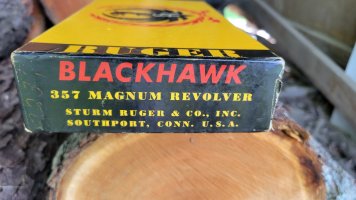 RUGER
BLACKHAWK
357 MAGNUM REVOLVER
STURM RUGER & CO., INC.
SOUTHPORT, CONN. U.S.A.